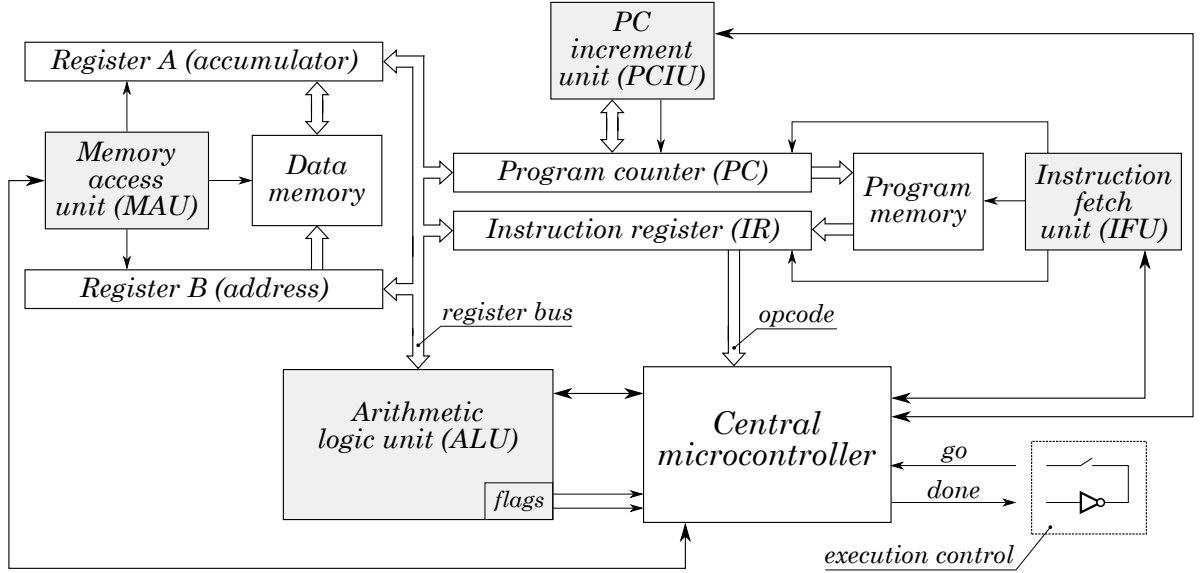 PC
increment
unit (PCIU)
Register A (accumulator)
Memory
access
unit (MAU)
Data
memory
Program counter (PC)
Program
memory
Instruction
fetch
unit (IFU)
Instruction register (IR)
Register B (address)
register bus
opcode
Arithmetic
logic unit (ALU)
flags
Central
microcontroller
go
done
execution control